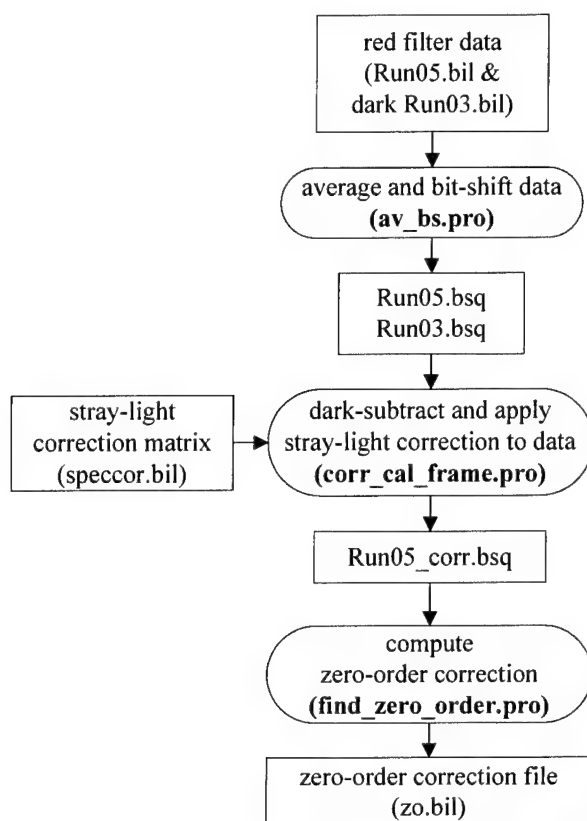 red filter data
(Run05.bil &
dark Run03.bil)
average and bit-shift data
(av_bs.pro)
Run05.bsq
Run03.bsq
stray-light
correction matrix
(speccor.bil)
dark-subtract and apply
stray-light correction to data
(corr_cal_frame.pro)
Run05_corr.bsq
compute
zero-order correction
(find_zero_order.pro)
zero-order correction file
(zo.bil)